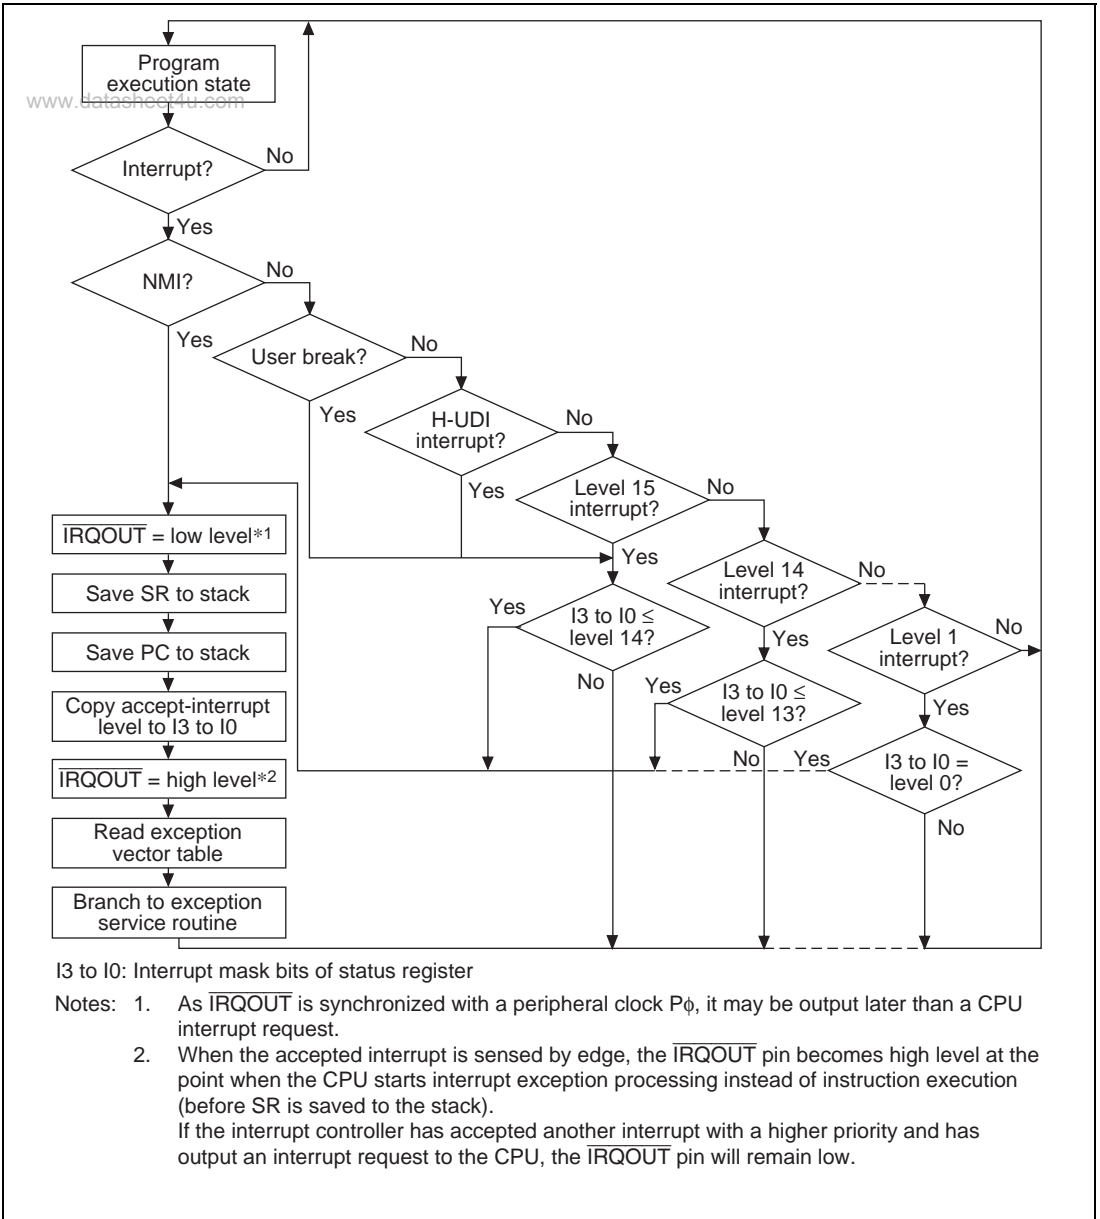 Program
execution state
www.datasheet4u.com
Interrupt?
No
Yes
NMI?
No
Yes
User break?
No
Yes
H-UDI
interrupt?
No
Yes
Level 15
interrupt?
No
Yes
Level 14
interrupt?
No
Yes
Level 1
interrupt?
No
Yes
I3 to I0 ≤
level 14?
Yes
No
I3 to I0 ≤
level 13?
Yes
No
I3 to I0 =
level 0?
Yes
No
IRQOUT = low level*1
Save SR to stack
Save PC to stack
Copy accept-interrupt
level to I3 to I0
IRQOUT = high level*2
Read exception
vector table
Branch to exception
service routine
I3 to I0: Interrupt mask bits of status register
Notes: 1. As IRQOUT is synchronized with a peripheral clock Pϕ, it may be output later than a CPU
interrupt request.
2. When the accepted interrupt is sensed by edge, the IRQOUT pin becomes high level at the
point when the CPU starts interrupt exception processing instead of instruction execution
(before SR is saved to the stack).
If the interrupt controller has accepted another interrupt with a higher priority and has
output an interrupt request to the CPU, the IRQOUT pin will remain low.